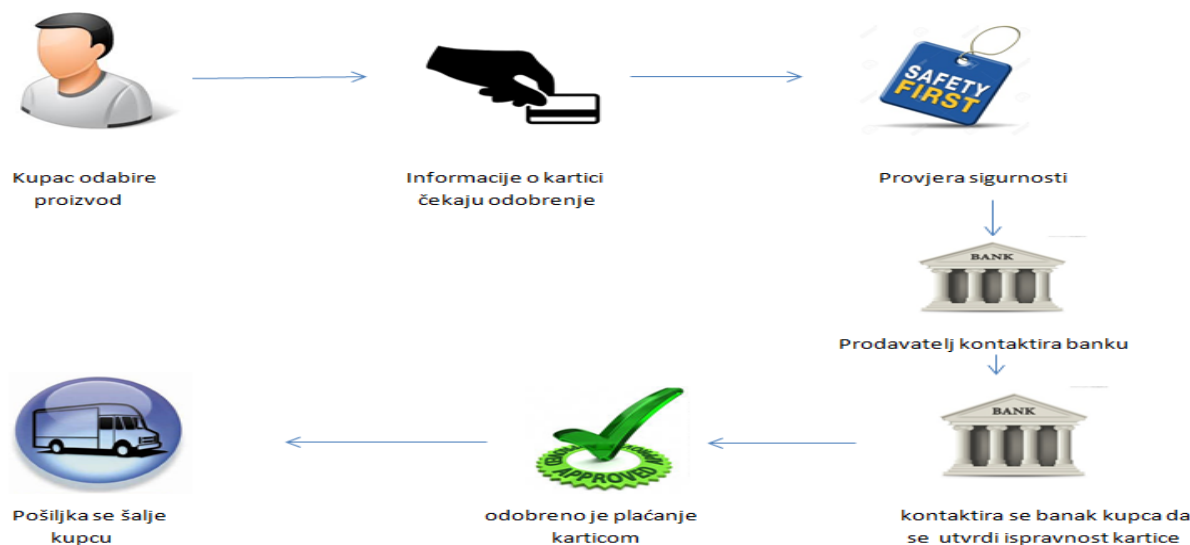 SAFETY
FIRST
Kupac odabire
proizvod
Informacije o kartici
čekaju odobrenje
Provjera sigurnosti
BANK
Prodavatelj kontaktira banku
BANK
kontaktira se banak kupca da
se utvrdi ispravnost kartice
APPROVED
odobreno je plaćanje
karticom
Pošiljka se šalje
kupcu